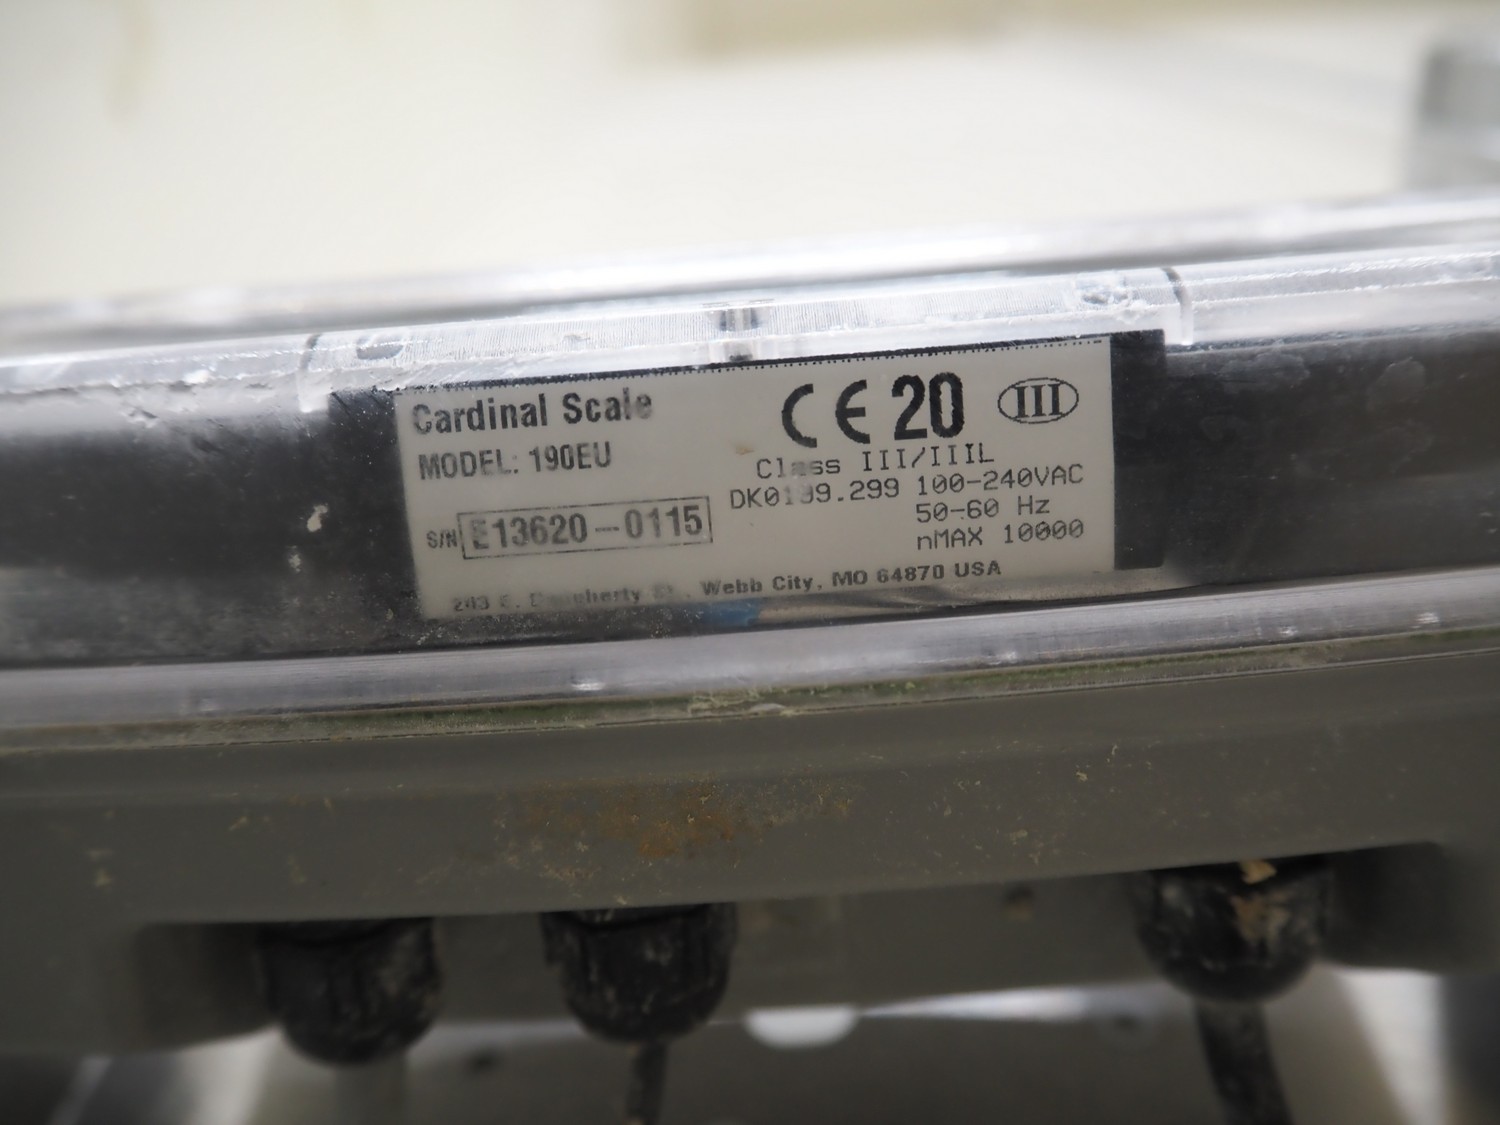 Cardinal Scale
MODEL: 190EU
S/N E13620-0115
CE 20 III
Class III/IIIL
DK0199.299 100-240VAC
50-60 Hz
nMAX 10000
Webb City, MO 64870 USA